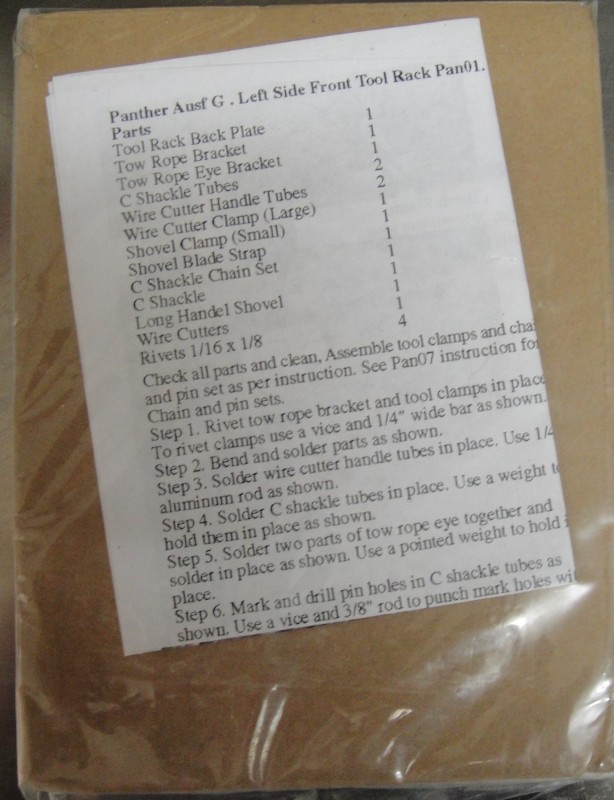 Panther Ausf G . Left Side Front Tool Rack Pan01.
Parts
Tool Rack Back Plate 1
Tow Rope Bracket 1
Tow Rope Eye Bracket 1
C Shackle Tubes 2
Wire Cutter Handle Tubes 2
Wire Cutter Clamp (Large) 1
Shovel Clamp (Small) 1
Shovel Blade Strap 1
C Shackle Chain Set 1
C Shackle 1
Long Handel Shovel 1
Wire Cutters 1
Rivets 1/16 x 1/8 4
Check all parts and clean, Assemble tool clamps and chai
and pin set as per instruction. See Pan07 instruction for
Chain and pin sets.
Step 1. Rivet tow rope bracket and tool clamps in place
To rivet clamps use a vice and 1/4" wide bar as shown.
Step 2. Bend and solder parts as shown.
Step 3. Solder wire cutter handle tubes in place. Use 1/4
aluminum rod as shown.
Step 4. Solder C shackle tubes in place. Use a weight to
hold them in place as shown.
Step 5. Solder two parts of tow rope eye together and
solder in place as shown. Use a pointed weight to hold i
place.
Step 6. Mark and drill pin holes in C shackle tubes as
shown. Use a vice and 3/8" rod to punch mark holes wi